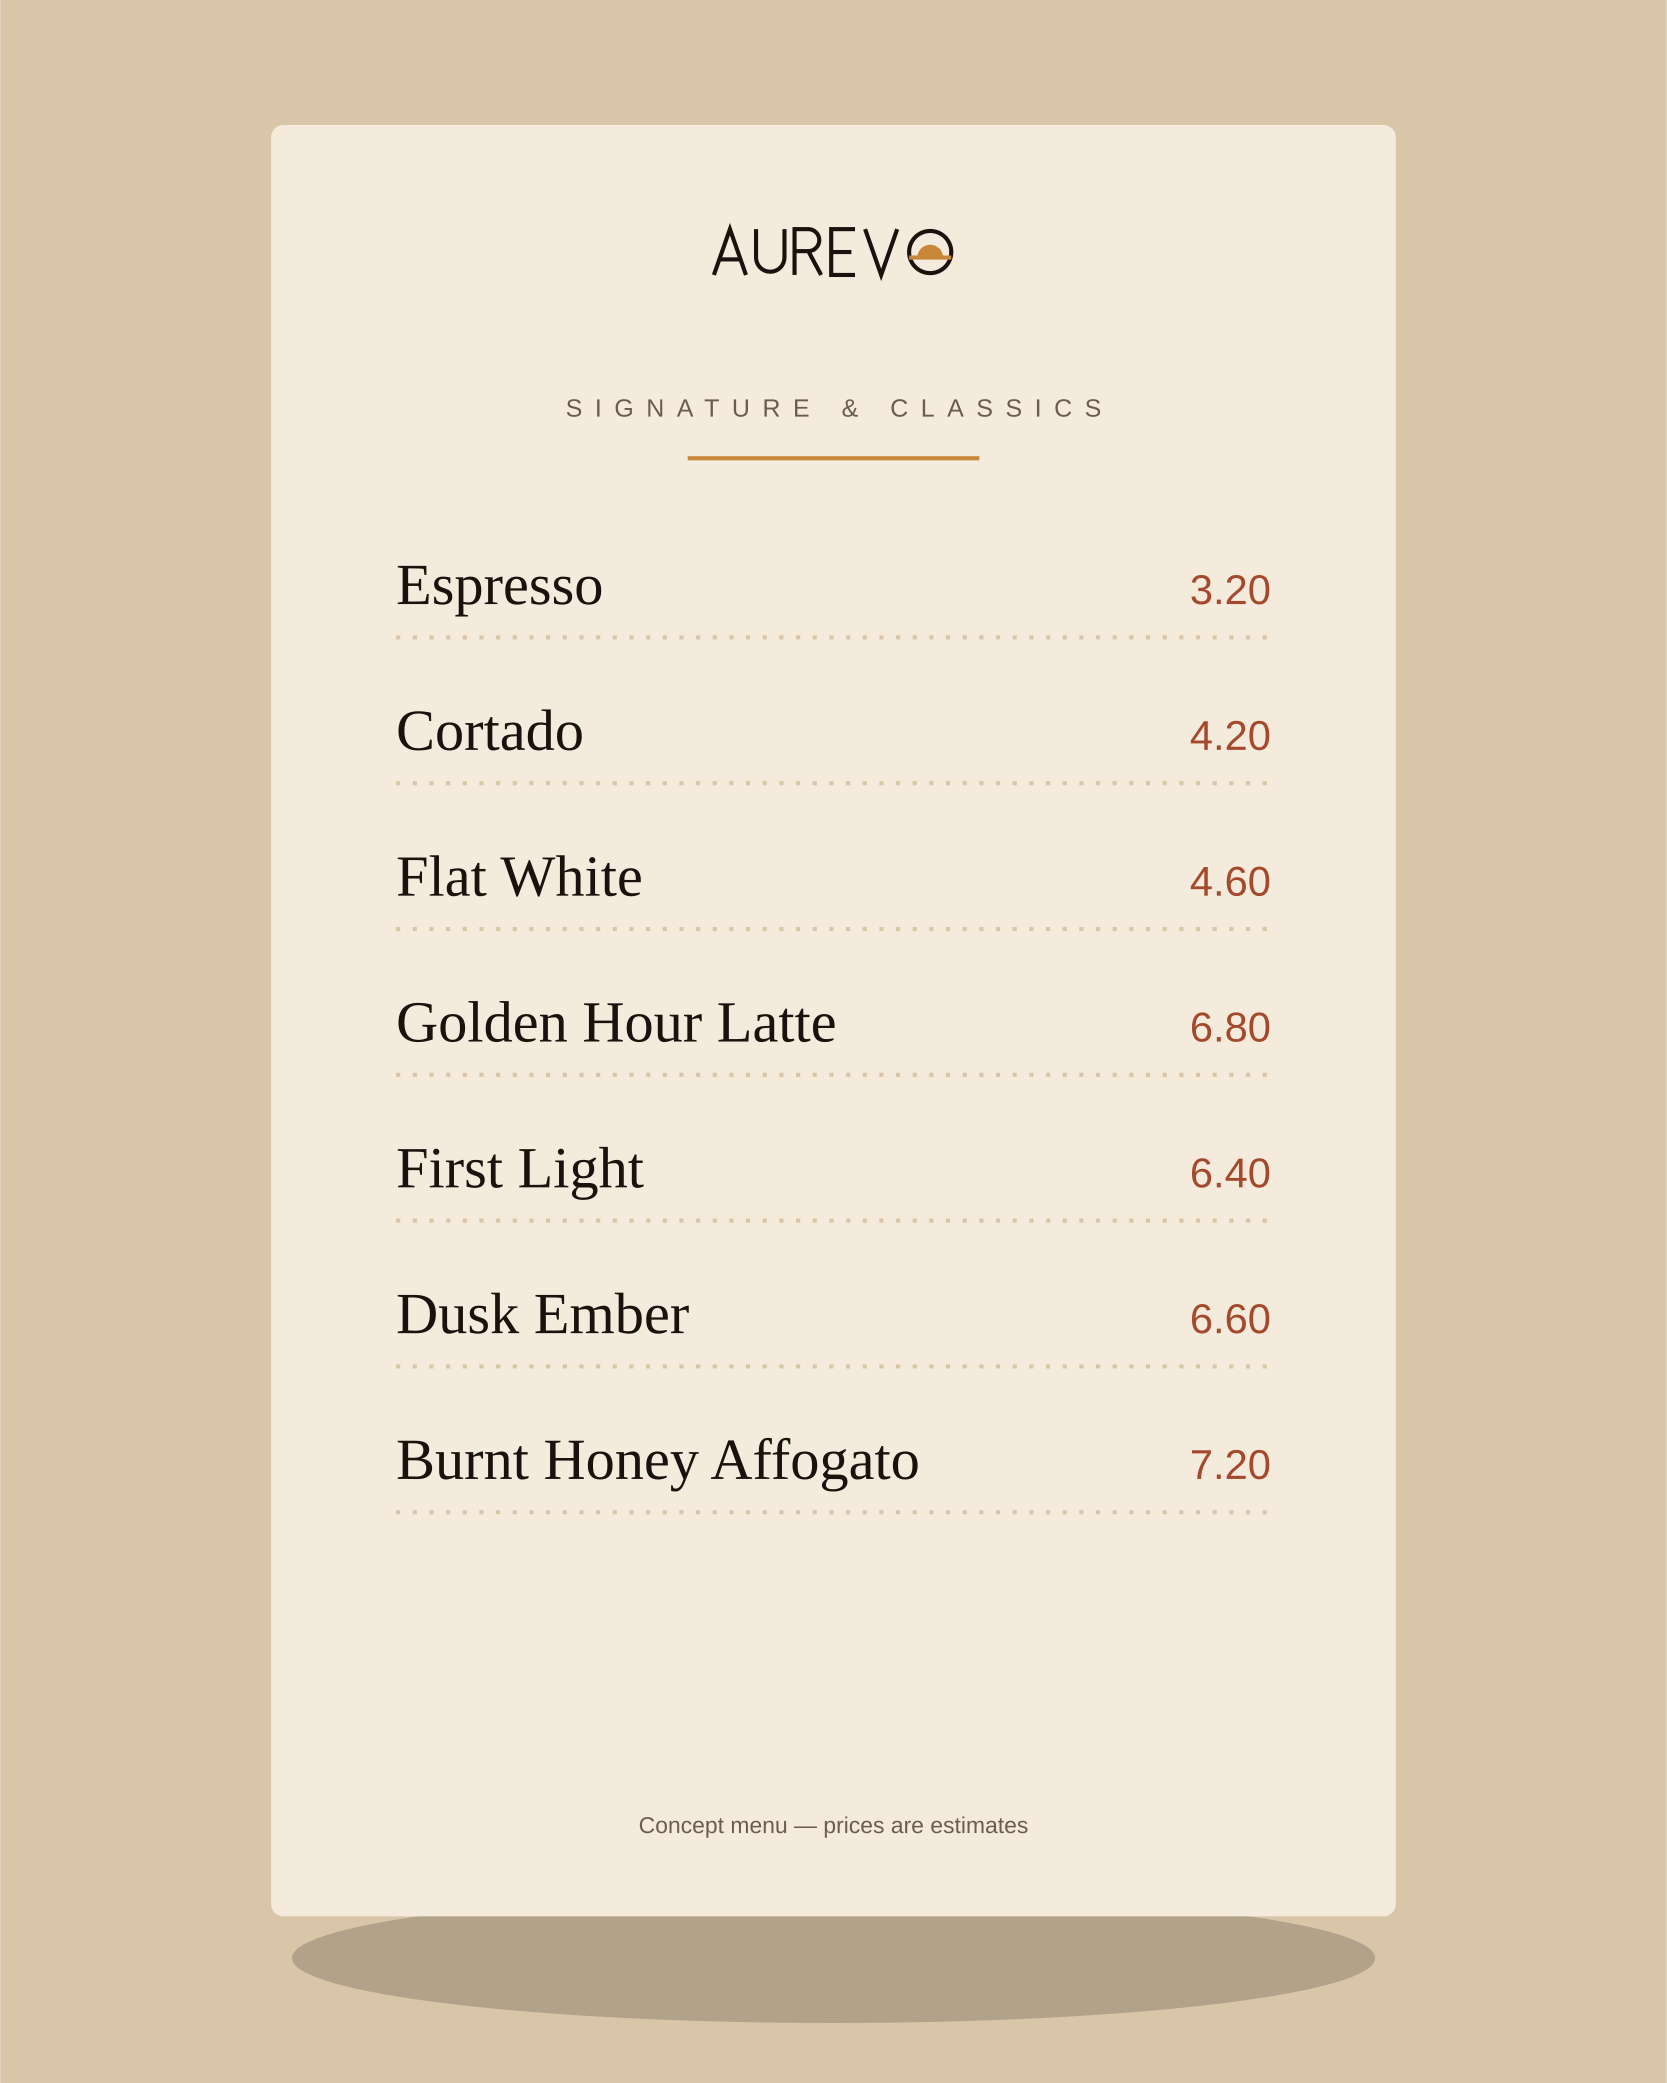 AUREVO
SIGNATURE & CLASSICS
Espresso 3.20
Cortado 4.20
Flat White 4.60
Golden Hour Latte 6.80
First Light 6.40
Dusk Ember 6.60
Burnt Honey Affogato 7.20
Concept menu — prices are estimates